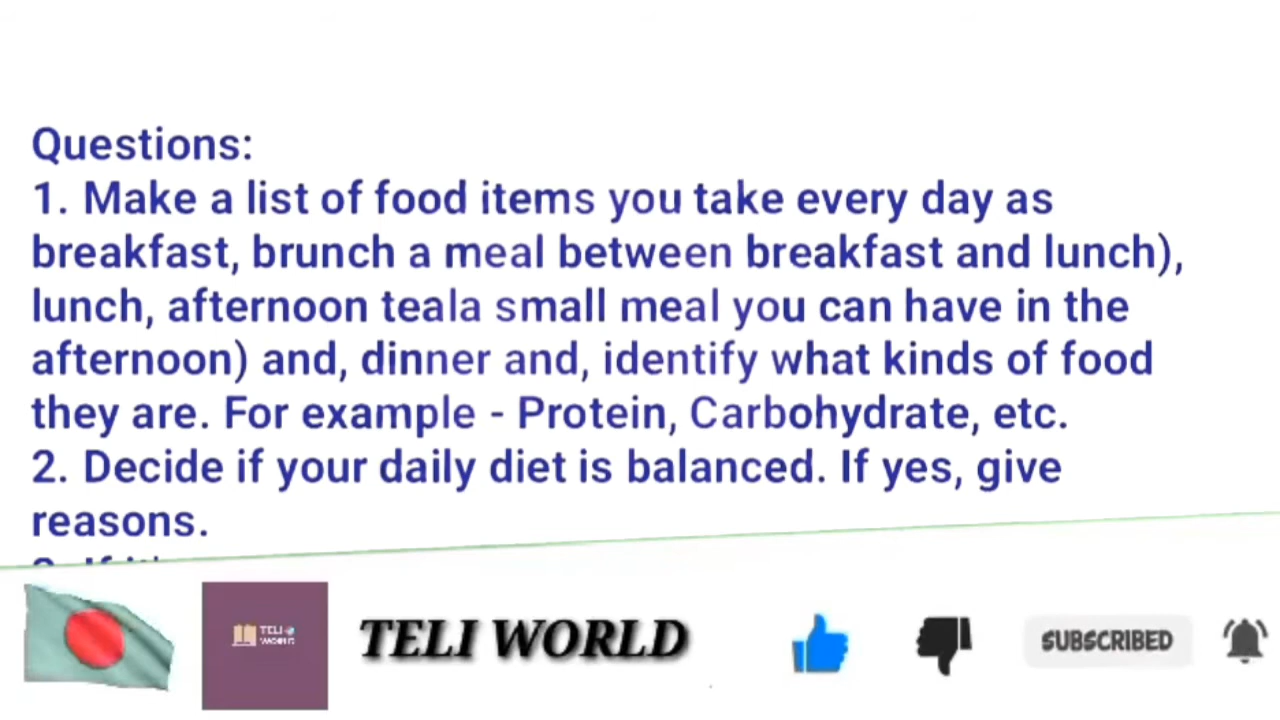 Questions:
1. Make a list of food items you take every day as
breakfast, brunch a meal between breakfast and lunch),
lunch, afternoon teala small meal you can have in the
afternoon) and, dinner and, identify what kinds of food
they are. For example - Protein, Carbohydrate, etc.
2. Decide if your daily diet is balanced. If yes, give
reasons.
TELI
WORLD
TELI WORLD
SUBSCRIBED